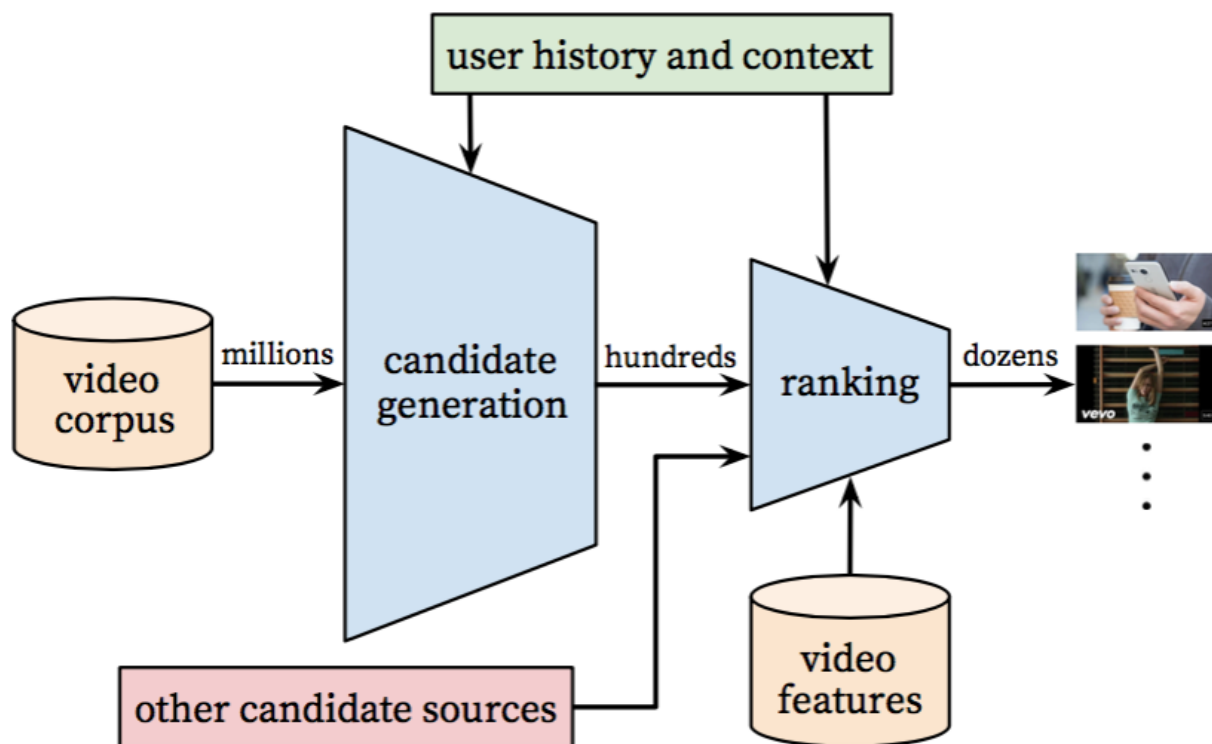 user history and context
millions
video
corpus
candidate
generation
hundreds
ranking
dozens
vevo
other candidate sources
video
features